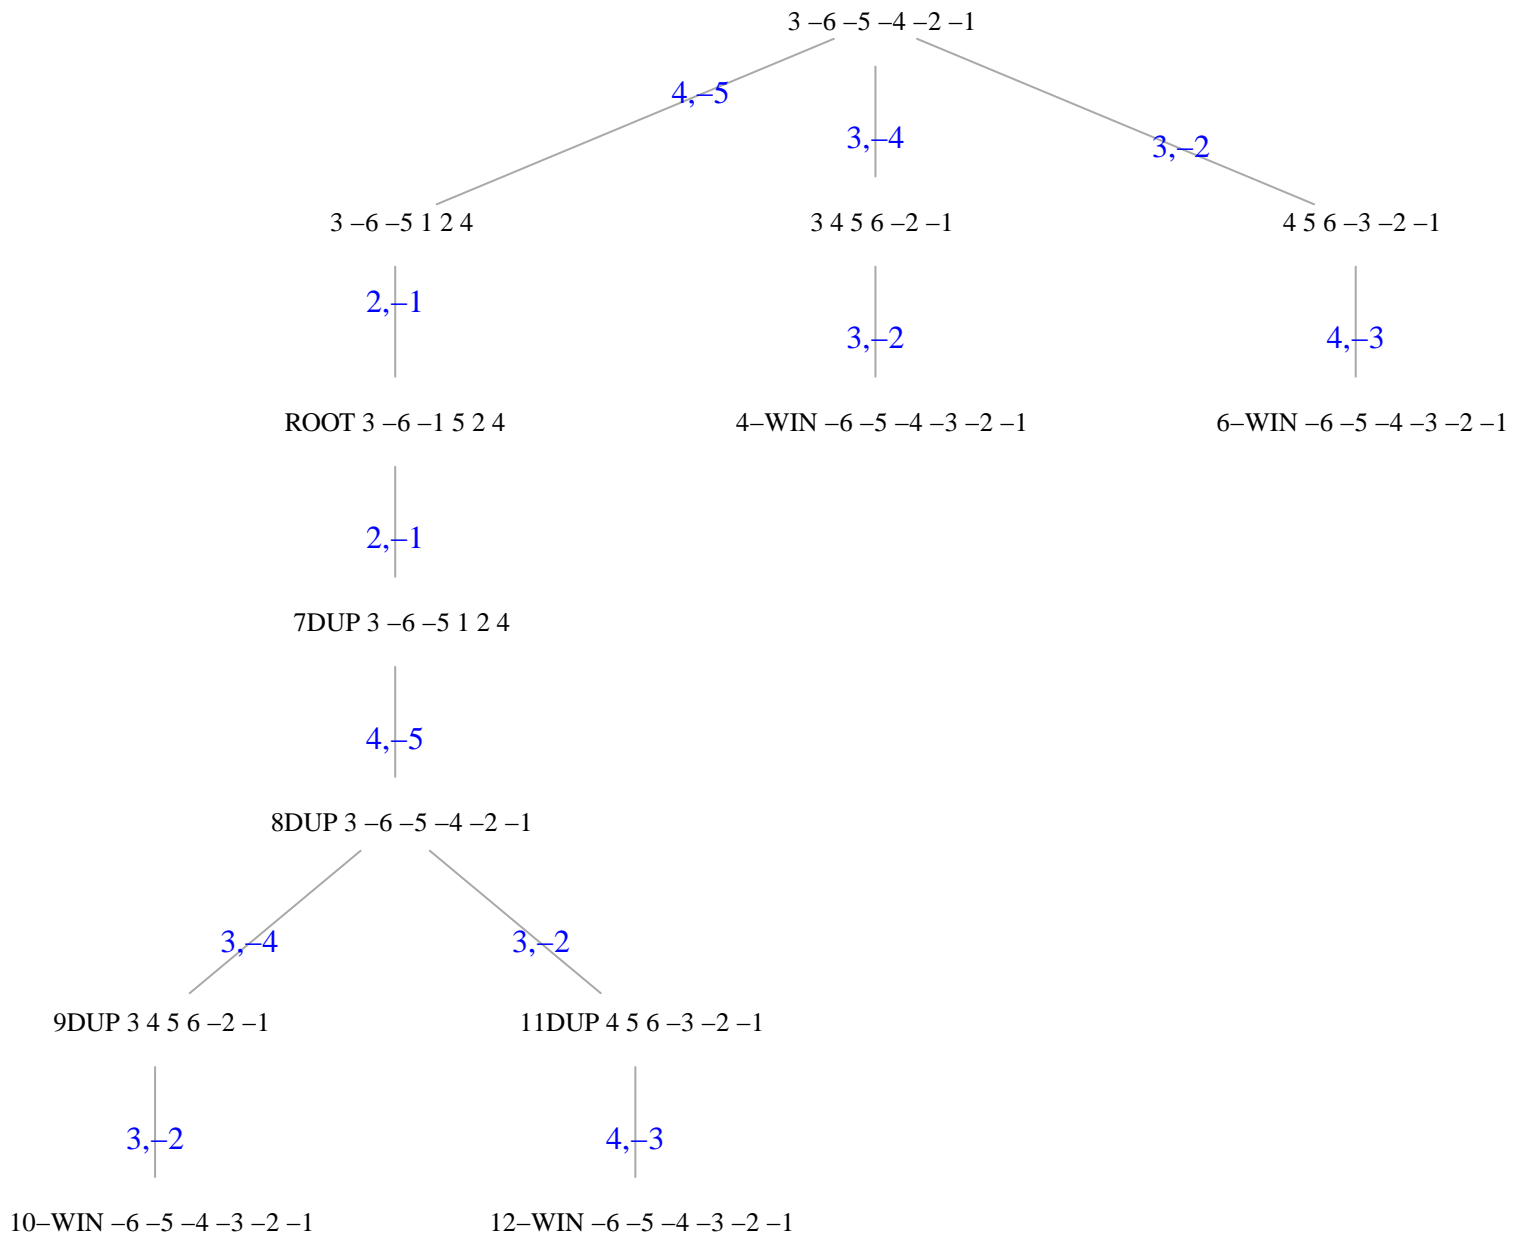 3 –6 –5 –4 –2 –1
4,–5
3,–4
3,–2
3 –6 –5 1 2 4
3 4 5 6 –2 –1
4 5 6 –3 –2 –1
2,–1
3,–2
4,–3
ROOT 3 –6 –1 5 2 4
4–WIN –6 –5 –4 –3 –2 –1
6–WIN –6 –5 –4 –3 –2 –1
2,–1
7DUP 3 –6 –5 1 2 4
4,–5
8DUP 3 –6 –5 –4 –2 –1
3,–4
3,–2
9DUP 3 4 5 6 –2 –1
11DUP 4 5 6 –3 –2 –1
3,–2
4,–3
10–WIN –6 –5 –4 –3 –2 –1
12–WIN –6 –5 –4 –3 –2 –1